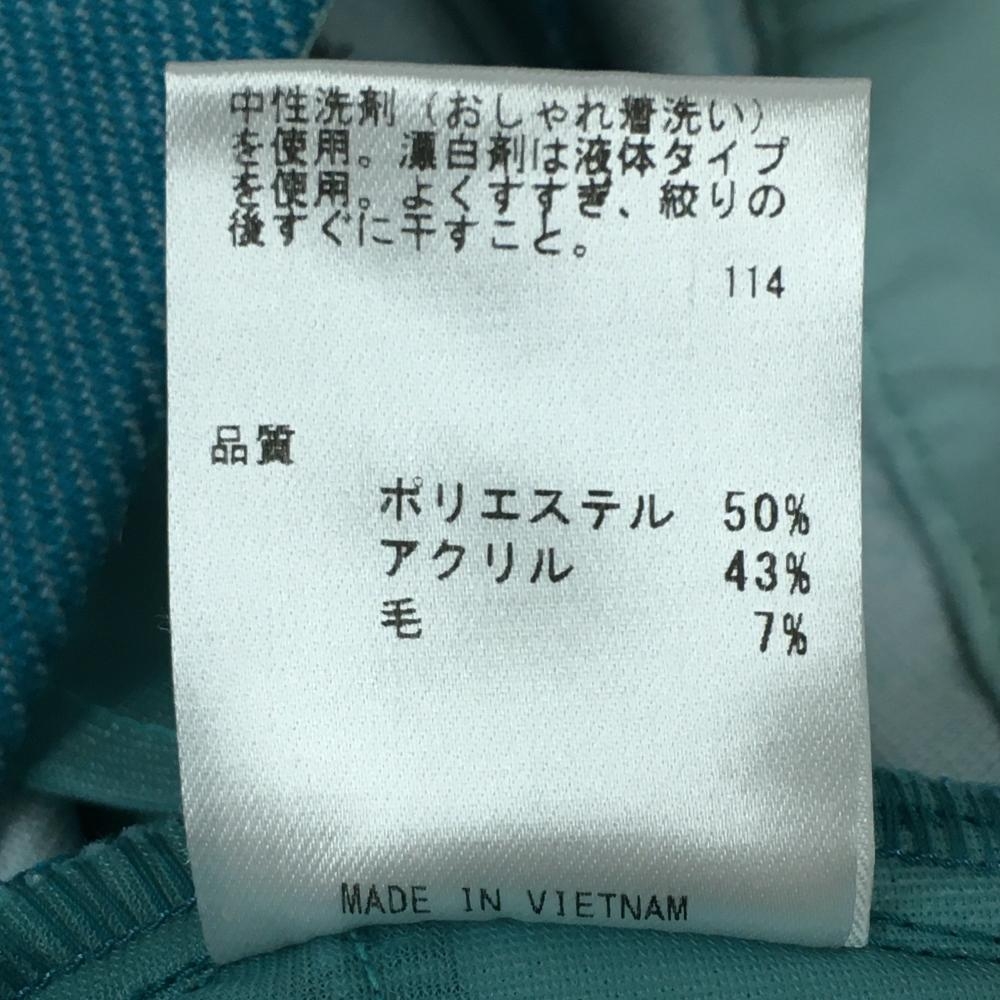 中性洗剤（おしゃれ着洗い）
を使用。漂白剤は液体タイプ
を使用。よくすすぎ、絞りの
後すぐに干すこと。
114
品質
ポリエステル 50%
アクリル 43%
毛 7%
MADE IN VIETNAM